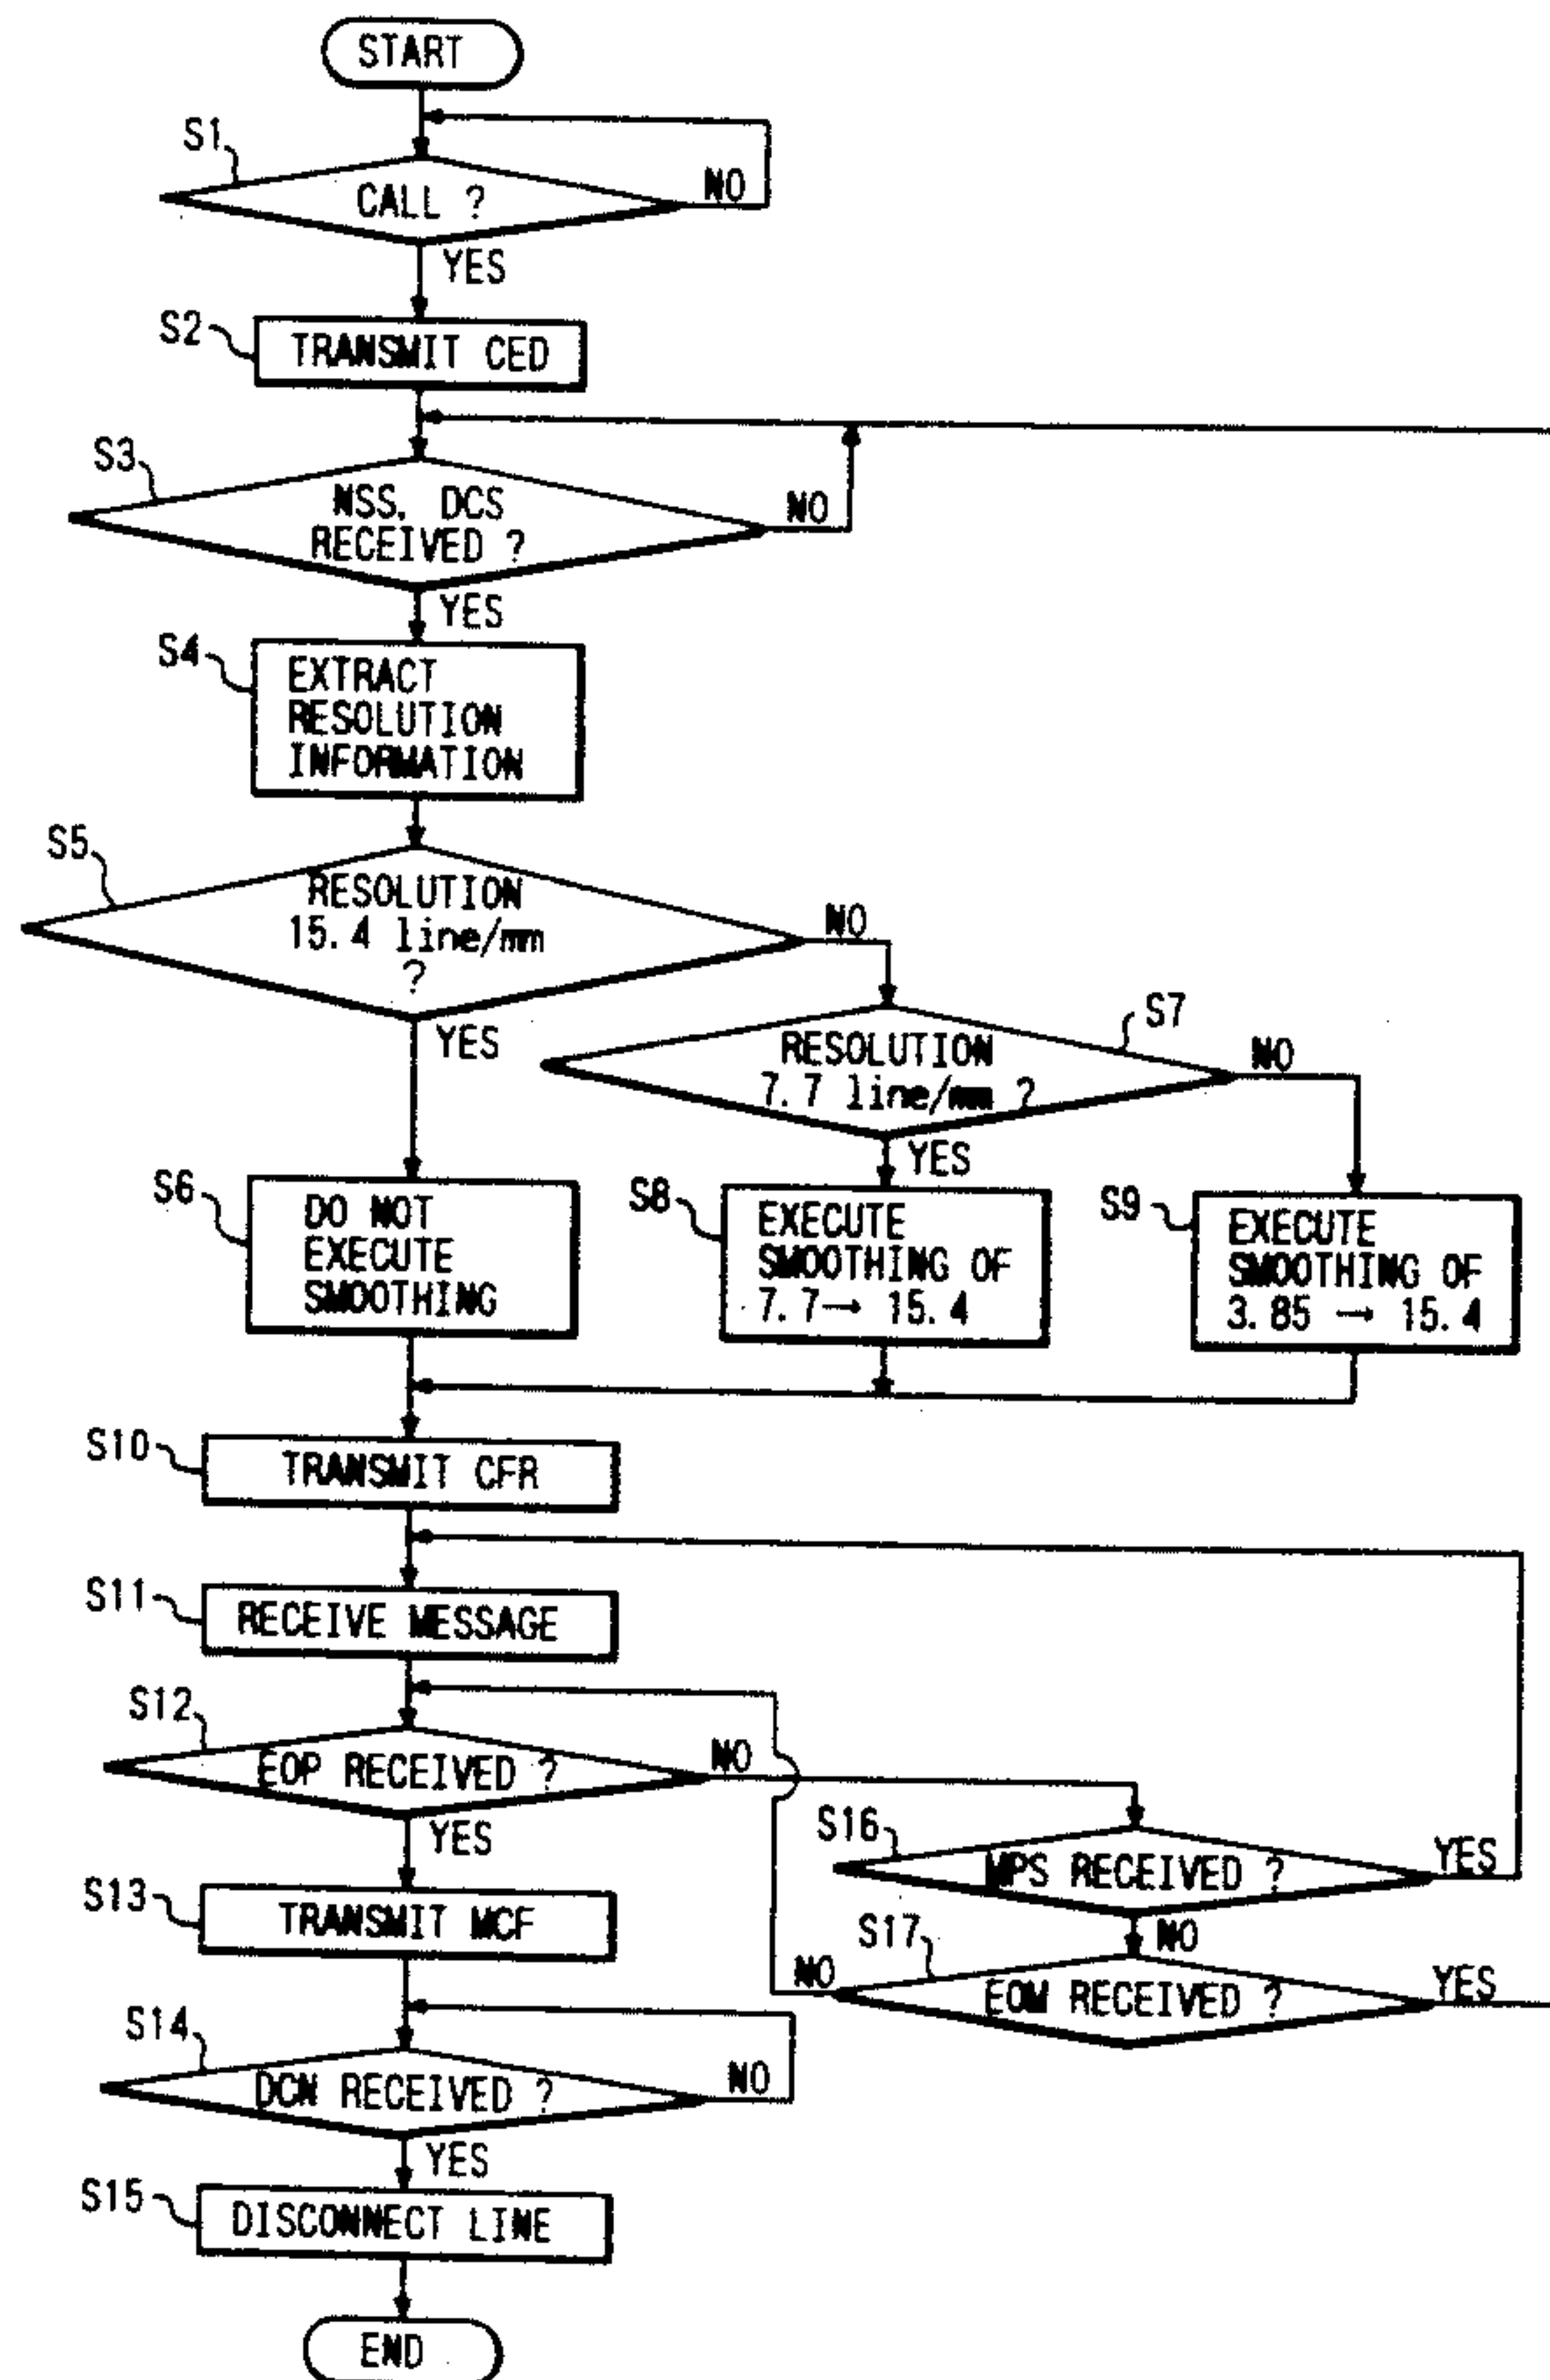 START
S1
CALL ?
NO
YES
S2
TRANSMIT CED
S3
NSS, DCS
RECEIVED ?
NO
YES
S4
EXTRACT
RESOLUTION
INFORMATION
S5
RESOLUTION
15.4 line/mm
?
NO
YES
S7
RESOLUTION
7.7 line/mm ?
NO
YES
S6
DO NOT
EXECUTE
SMOOTHING
S8
EXECUTE
SMOOTHING OF
7.7 → 15.4
S9
EXECUTE
SMOOTHING OF
3.85 → 15.4
S10
TRANSMIT CFR
S11
RECEIVE MESSAGE
S12
EOP RECEIVED ?
NO
YES
S16
MPS RECEIVED ?
YES
NO
S13
TRANSMIT MCF
S17
EOM RECEIVED ?
NO
YES
S14
DCN RECEIVED ?
NO
YES
S15
DISCONNECT LINE
END